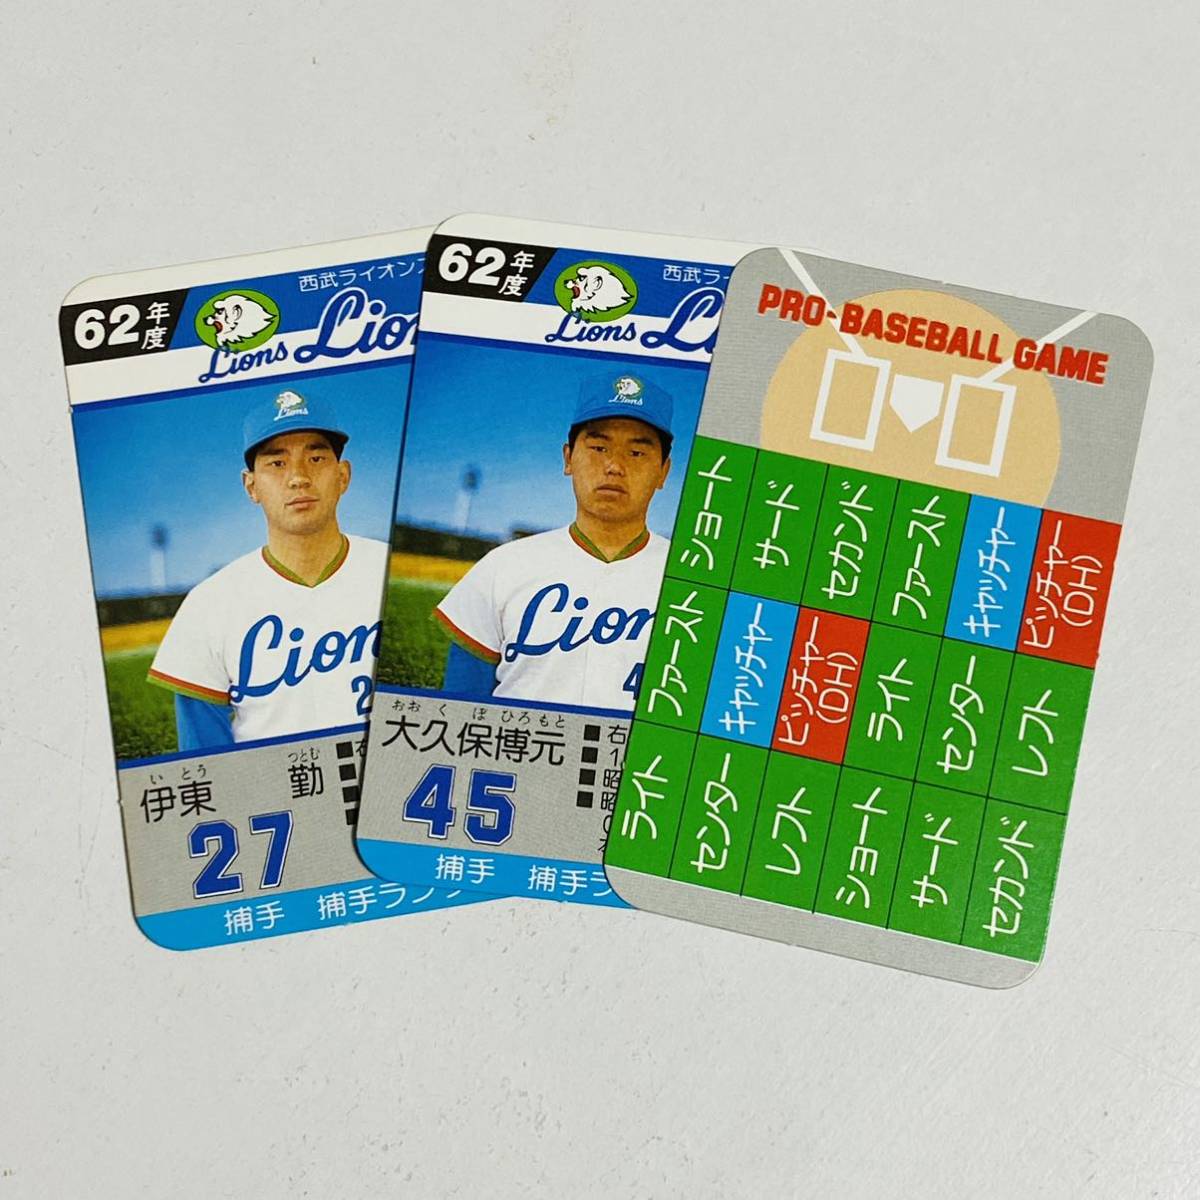 62年度
西武ライオンズ
Lions
Lions
Lions
い とう
つとむ
伊東 勤
27
捕手 捕手ラン
62年度
西武ラ
Lions
Lions
おお く ぼ ひろ もと
大久保博元
45
右
昭
昭
捕手 捕手ラ
PRO-BASEBALL GAME
ショート サード セカンド ファースト キャッチャー ピッチャー(DH)
ファースト キャッチャー ピッチャー(DH) ライト センター レフト
ライト センター レフト ショート サード セカンド